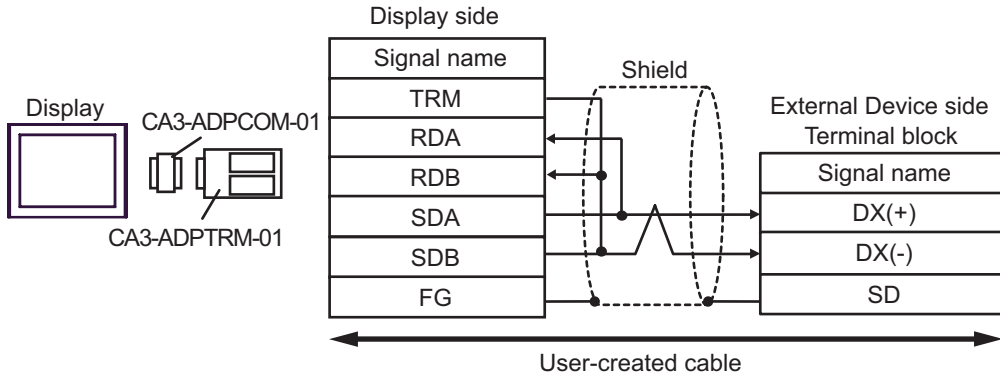 Display side
Signal name
TRM
RDA
RDB
SDA
SDB
FG
Display
CA3-ADPCOM-01
CA3-ADPTRM-01
Shield
External Device side
Terminal block
Signal name
DX(+)
DX(-)
SD
User-created cable